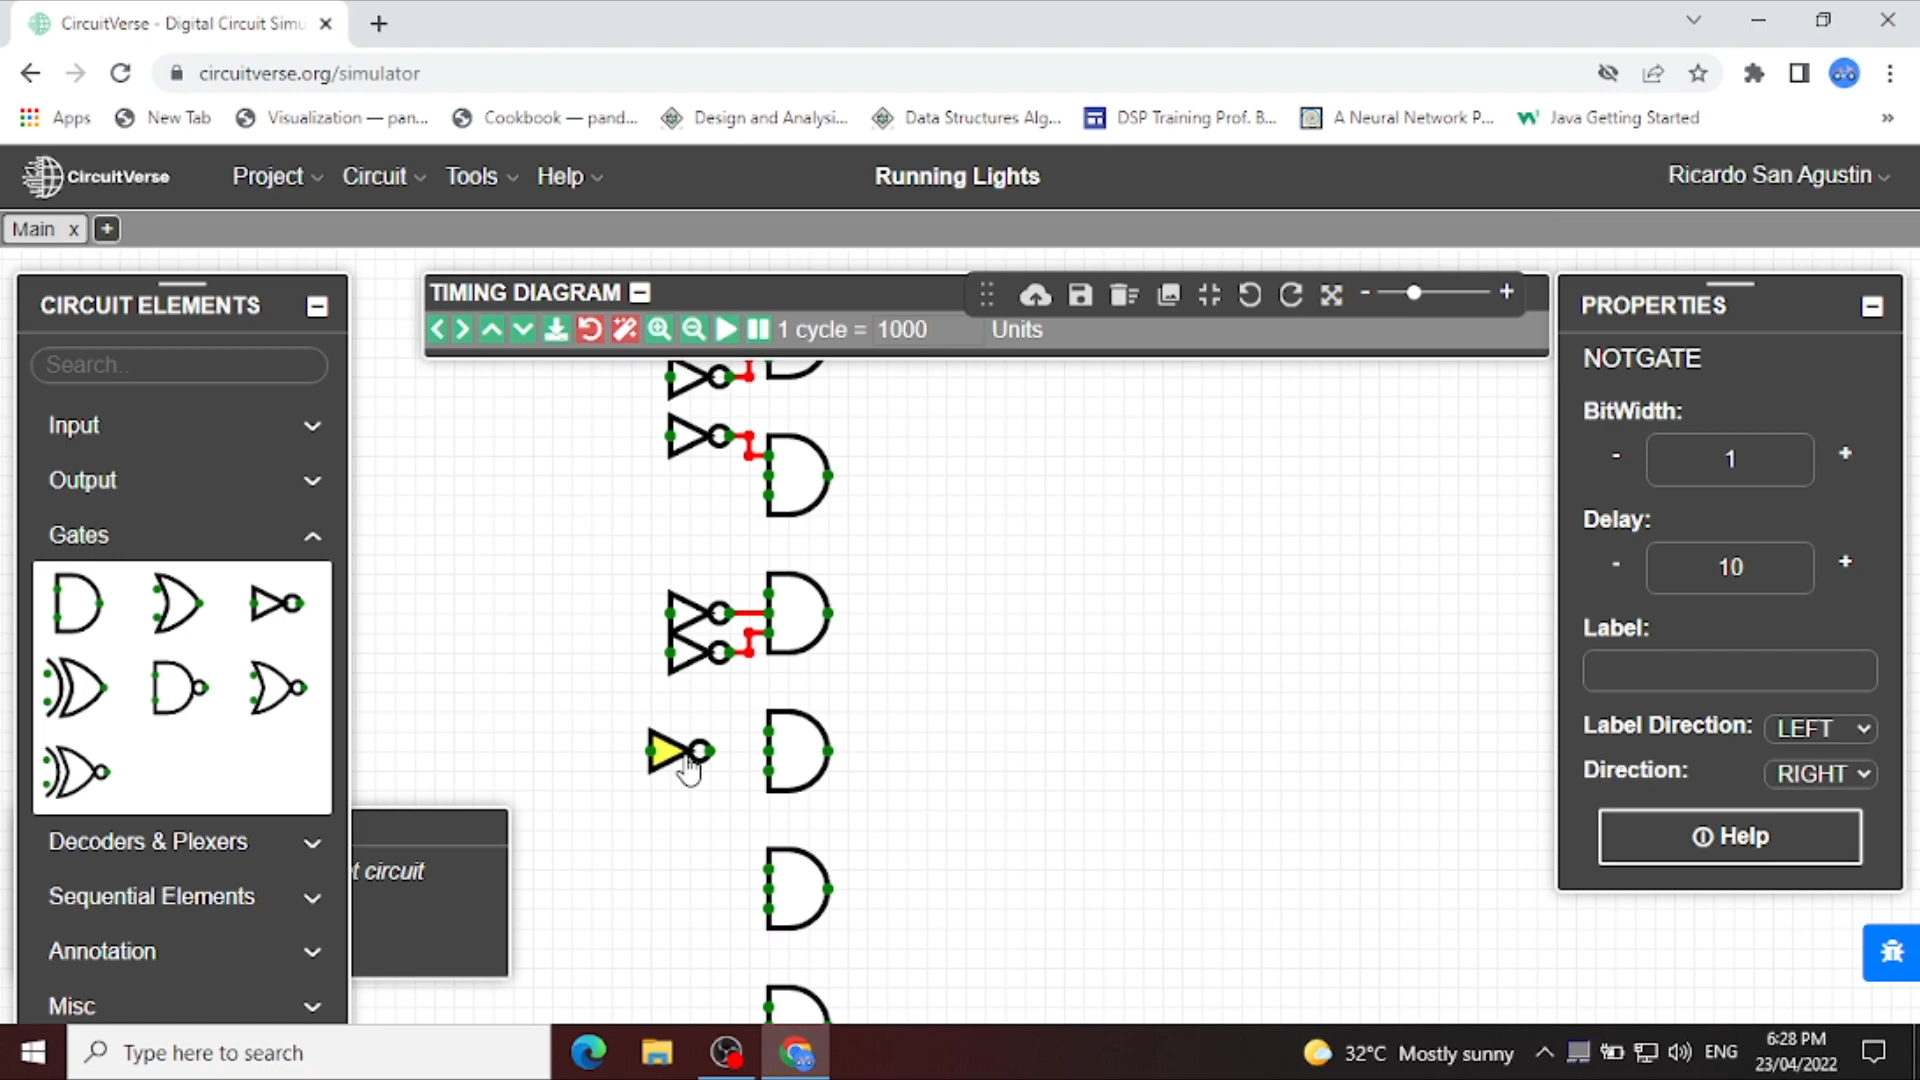 CircuitVerse - Digital Circuit Simu
circuitverse.org/simulator
Apps New Tab Visualization — pan... Cookbook — pand... Design and Analysi... Data Structures Alg... DSP Training Prof. B... A Neural Network P... Java Getting Started »
CircuitVerse Project Circuit Tools Help Running Lights Ricardo San Agustin
Main x +
CIRCUIT ELEMENTS
Search..
Input
Output
Gates
Decoders & Plexers
Sequential Elements
Annotation
Misc
t circuit
TIMING DIAGRAM
1 cycle = 1000 Units
- +
PROPERTIES
NOTGATE
BitWidth:
- 1 +
Delay:
- 10 +
Label:
Label Direction: LEFT
Direction: RIGHT
Help
Type here to search
32°C Mostly sunny ENG
6:28 PM
23/04/2022